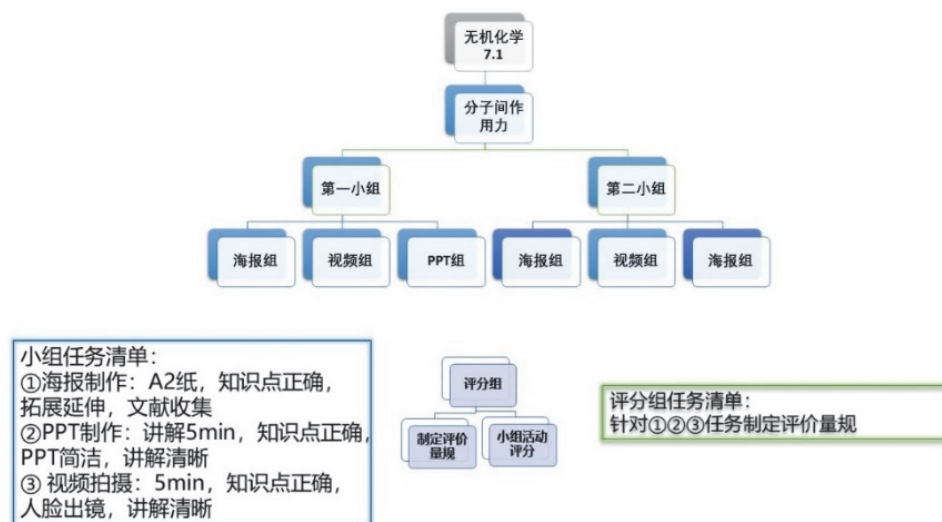 无机化学
7.1
分子间作
用力
第一小组
第二小组
海报组
视频组
PPT组
海报组
视频组
海报组
小组任务清单：
①海报制作：A2纸，知识点正确，
拓展延伸，文献收集
②PPT制作：讲解5min，知识点正确，
PPT简洁，讲解清晰
③ 视频拍摄：5min，知识点正确，
人脸出镜，讲解清晰
评分组
制定评价
量规
小组活动
评分
评分组任务清单：
针对①②③任务制定评价量规